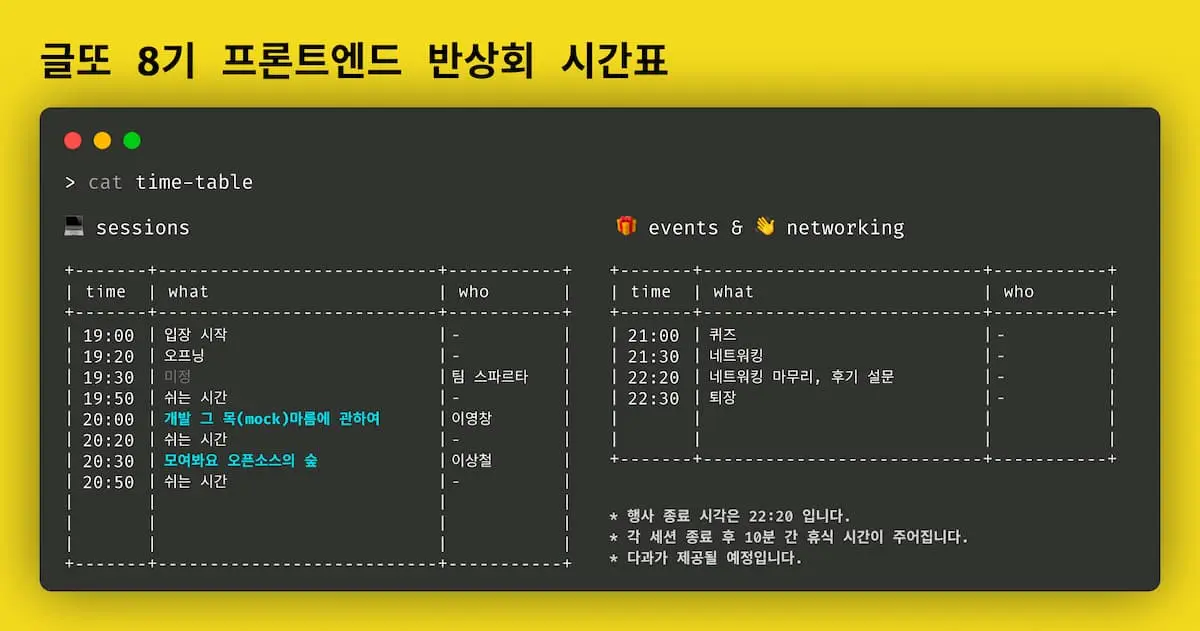 글또 8기 프론트엔드 반상회 시간표
> cat time-table
💻 sessions
time | what | who
19:00 | 입장 시작 | -
19:20 | 오프닝 | -
19:30 | 미정 | 팀 스파르타
19:50 | 쉬는 시간 | -
20:00 | 개발 그 목(mock)마름에 관하여 | 이영창
20:20 | 쉬는 시간 | -
20:30 | 모여봐요 오픈소스의 숲 | 이상철
20:50 | 쉬는 시간 | -
🎁 events & 👋 networking
time | what | who
21:00 | 퀴즈 | -
21:30 | 네트워킹 | -
22:20 | 네트워킹 마무리, 후기 설문 | -
22:30 | 퇴장 | -
* 행사 종료 시각은 22:20 입니다.
* 각 세션 종료 후 10분 간 휴식 시간이 주어집니다.
* 다과가 제공될 예정입니다.